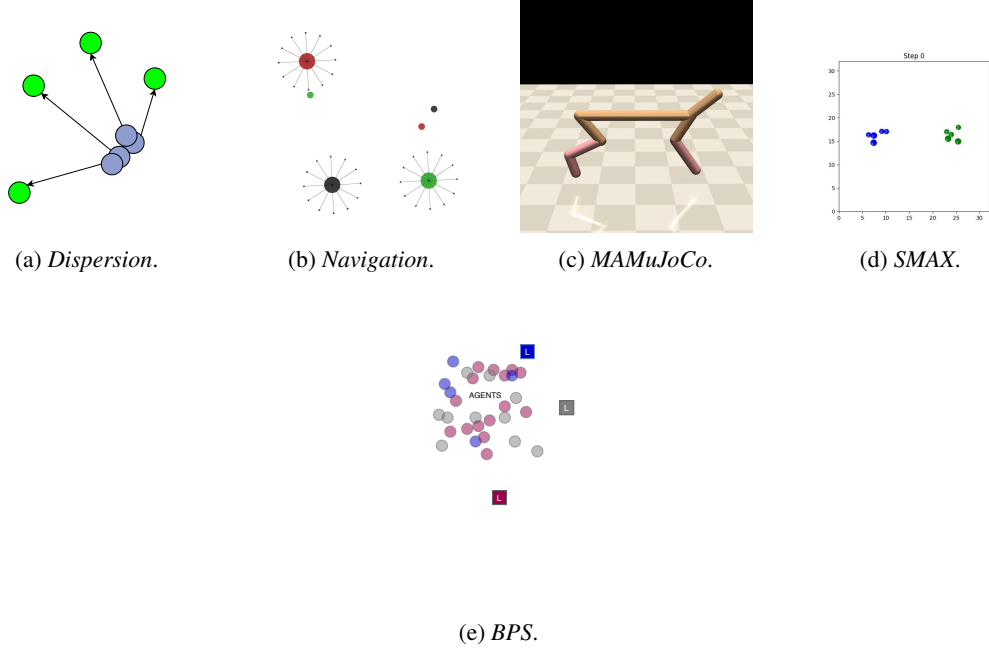 Step 0
30
25
20
15
10
5
0
0 5 10 15 20 25 30
(a) Dispersion.
(b) Navigation.
(c) MAMuJoCo.
(d) SMAX.
L
AGENTS
L
L
(e) BPS.